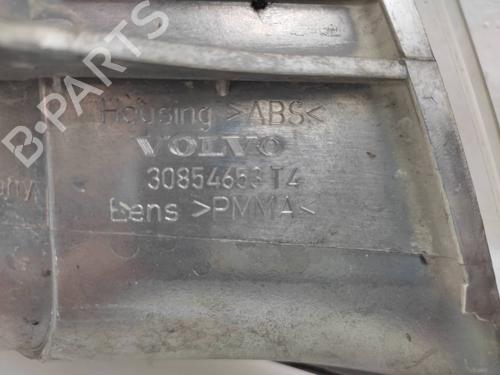 B-PARTS
Housing >ABS<
VOLVO
30854653 T4
Lens >PMMA<